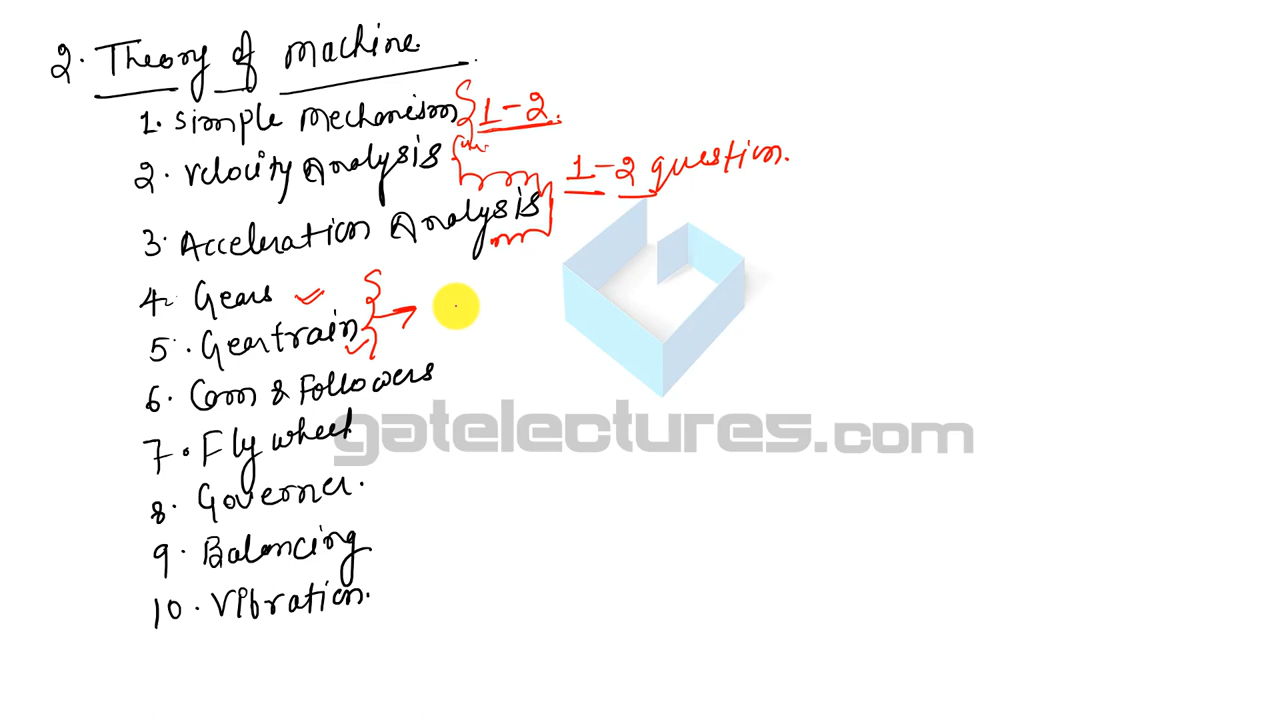 2. Theory of Machine.
1. Simple Mechanism 1-2.
2. Velocity Analysis 1-2 question.
3. Acceleration Analysis
4. Gears
5. Geartrain
6. Cam & Followers
gatelectures.com
7. Fly wheel
8. Governer.
9. Balancing
10. Vibration.